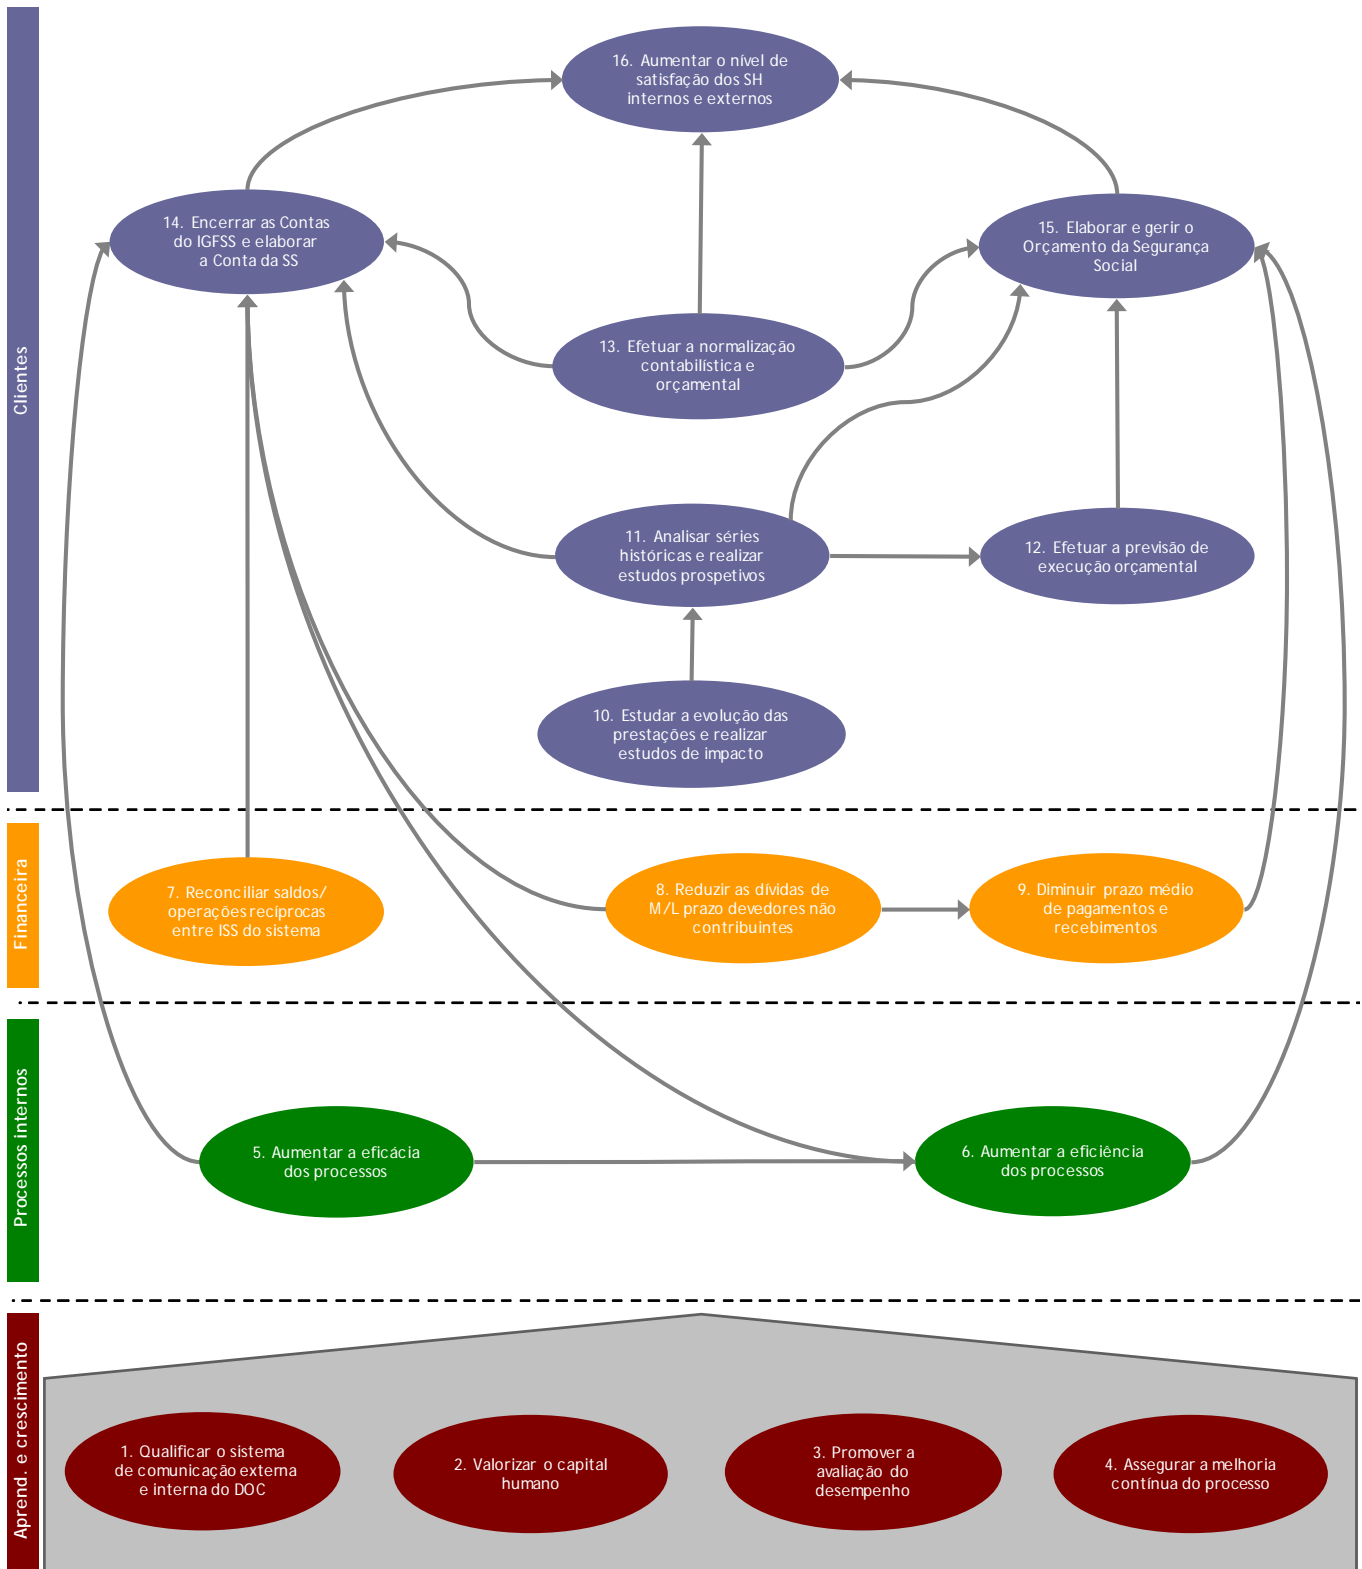 Clientes
16. Aumentar o nível de
satisfação dos SH
internos e externos
14. Encerrar as Contas
do IGFSS e elaborar
a Conta da SS
15. Elaborar e gerir o
Orçamento da Segurança
Social
13. Efetuar a normalização
contabilística e
orçamental
11. Analisar séries
históricas e realizar
estudos prospetivos
12. Efetuar a previsão de
execução orçamental
10. Estudar a evolução das
prestações e realizar
estudos de impacto
Financeira
7. Reconciliar saldos/
operações recíprocas
entre ISS do sistema
8. Reduzir as dívidas de
M/L prazo devedores não
contribuintes
9. Diminuir prazo médio
de pagamentos e
recebimentos
Processos internos
5. Aumentar a eficácia
dos processos
6. Aumentar a eficiência
dos processos
Aprend. e crescimento
1. Qualificar o sistema
de comunicação externa
e interna do DOC
2. Valorizar o capital
humano
3. Promover a
avaliação do
desempenho
4. Assegurar a melhoria
contínua do processo